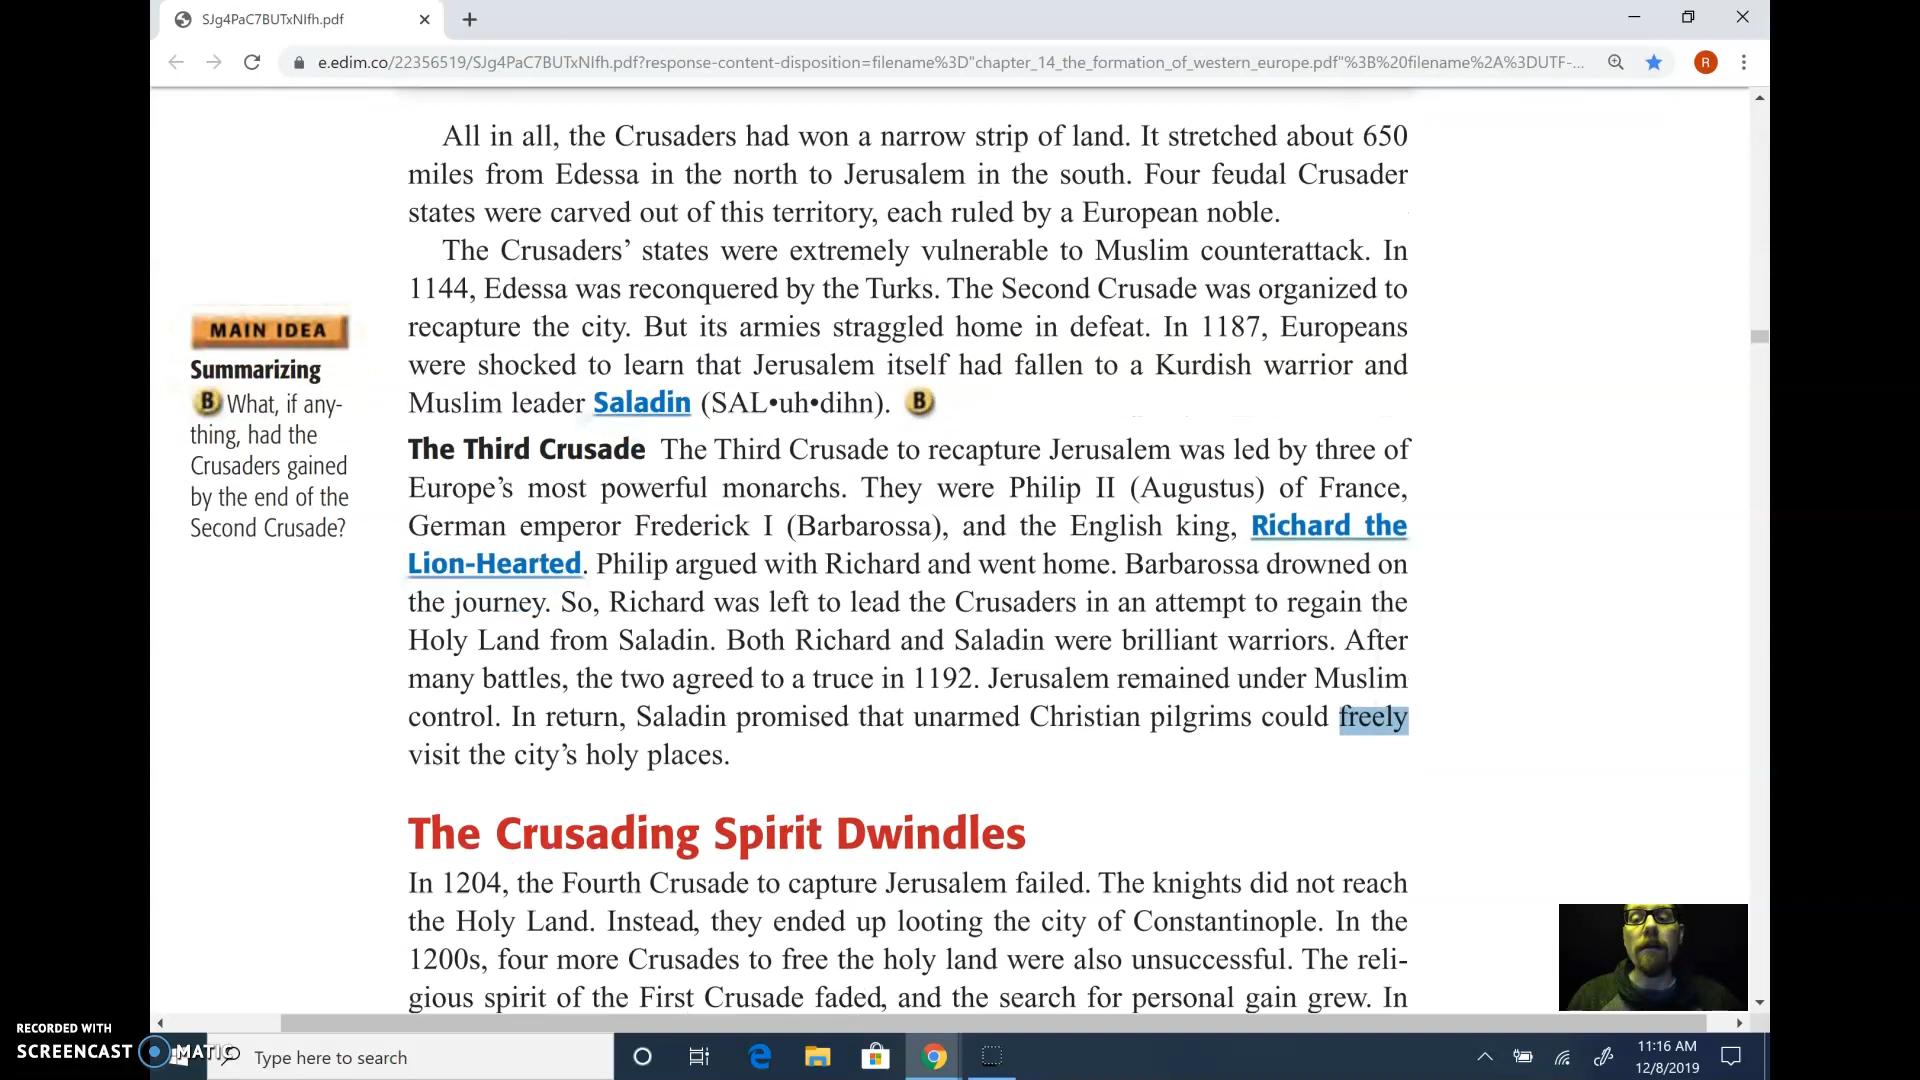 SJg4PaC7BUTxNIfh.pdf
e.edim.co/22356519/SJg4PaC7BUTxNIfh.pdf?response-content-disposition=filename%3D"chapter_14_the_formation_of_western_europe.pdf"%3B%20filename%2A%3DUTF-...
R
All in all, the Crusaders had won a narrow strip of land. It stretched about 650
miles from Edessa in the north to Jerusalem in the south. Four feudal Crusader
states were carved out of this territory, each ruled by a European noble.
The Crusaders’ states were extremely vulnerable to Muslim counterattack. In
1144, Edessa was reconquered by the Turks. The Second Crusade was organized to
recapture the city. But its armies straggled home in defeat. In 1187, Europeans
were shocked to learn that Jerusalem itself had fallen to a Kurdish warrior and
Muslim leader Saladin (SAL•uh•dihn). B
MAIN IDEA
Summarizing
B What, if any-
thing, had the
Crusaders gained
by the end of the
Second Crusade?
The Third Crusade The Third Crusade to recapture Jerusalem was led by three of
Europe’s most powerful monarchs. They were Philip II (Augustus) of France,
German emperor Frederick I (Barbarossa), and the English king, Richard the
Lion-Hearted. Philip argued with Richard and went home. Barbarossa drowned on
the journey. So, Richard was left to lead the Crusaders in an attempt to regain the
Holy Land from Saladin. Both Richard and Saladin were brilliant warriors. After
many battles, the two agreed to a truce in 1192. Jerusalem remained under Muslim
control. In return, Saladin promised that unarmed Christian pilgrims could freely
visit the city’s holy places.
The Crusading Spirit Dwindles
In 1204, the Fourth Crusade to capture Jerusalem failed. The knights did not reach
the Holy Land. Instead, they ended up looting the city of Constantinople. In the
1200s, four more Crusades to free the holy land were also unsuccessful. The reli-
gious spirit of the First Crusade faded, and the search for personal gain grew. In
RECORDED WITH
SCREENCAST MATIC
Type here to search
11:16 AM
12/8/2019